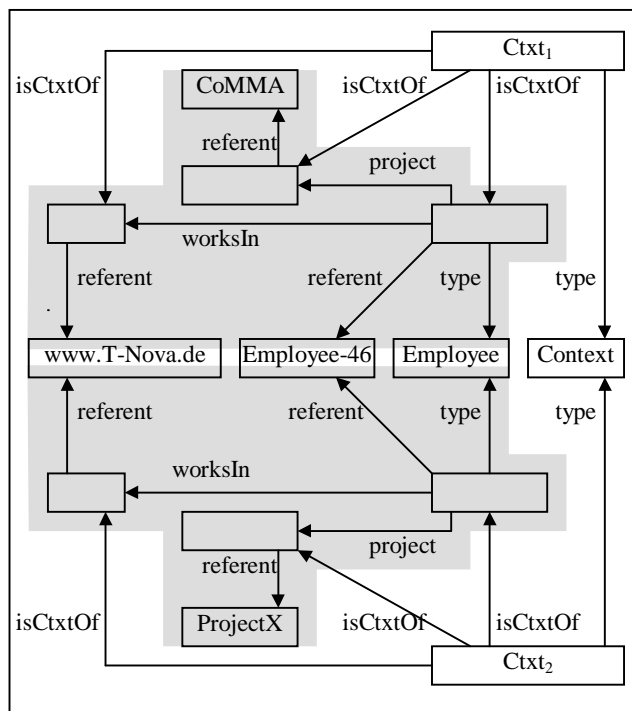 Ctxt₁
isCtxtOf CoMMA isCtxtOf isCtxtOf
referent
project
worksIn
referent referent type type
www.T-Nova.de Employee-46 Employee Context
referent referent type type
worksIn
project
referent
isCtxtOf ProjectX isCtxtOf isCtxtOf
Ctxt₂